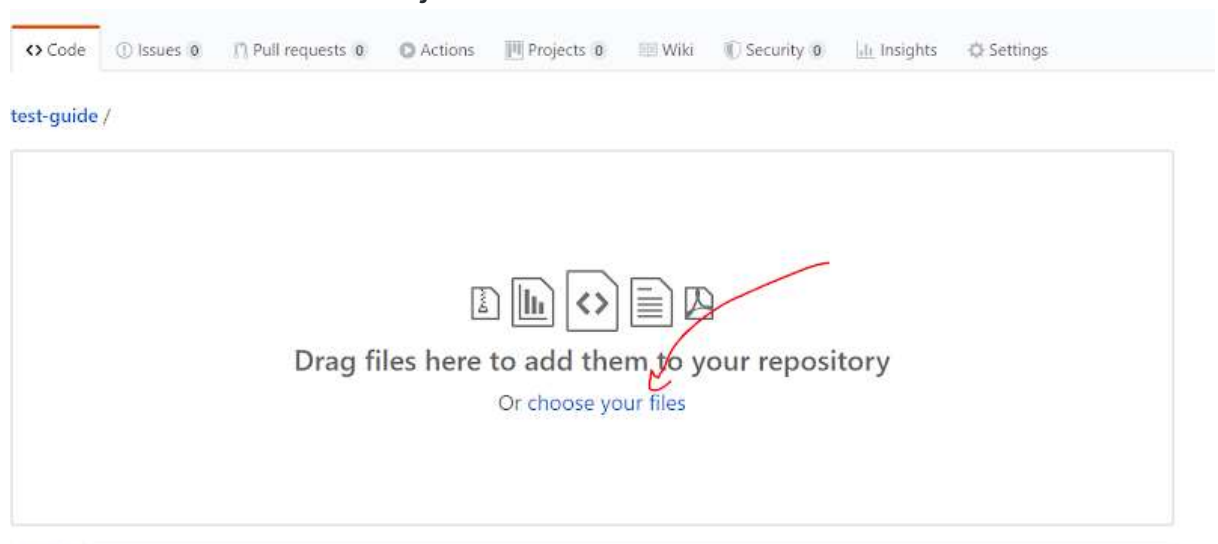 Code Issues 0 Pull requests 0 Actions Projects 0 Wiki Security 0 Insights Settings
test-guide /
Drag files here to add them to your repository
Or choose your files